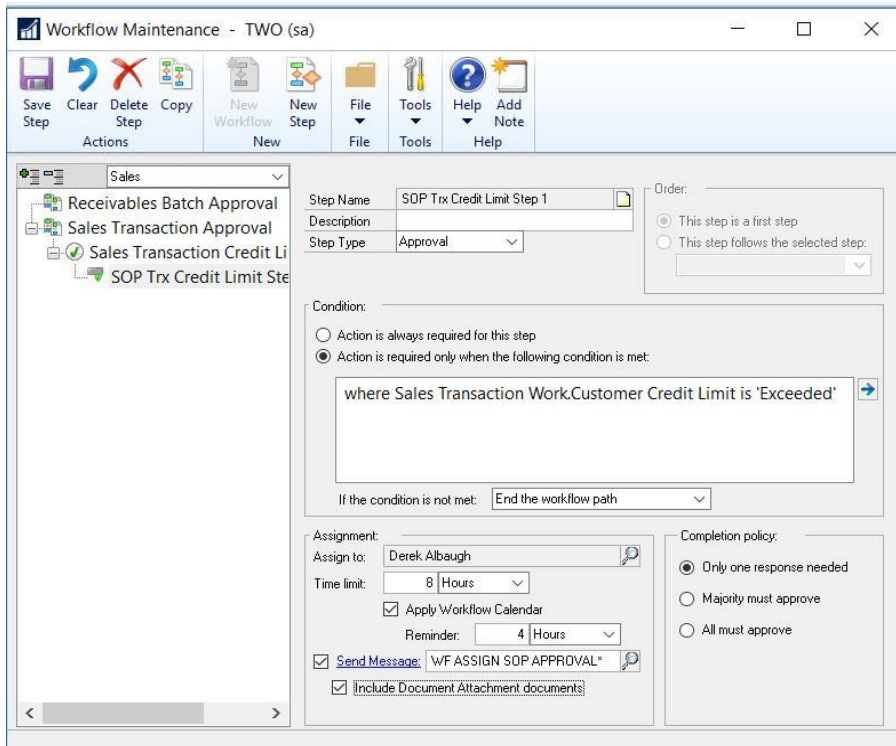 Workflow Maintenance - TWO (sa)
Save Step
Clear
Delete Step
Copy
New Workflow
New Step
File
Tools
Help
Add Note
Actions
New
File
Tools
Help
Sales
Receivables Batch Approval
Sales Transaction Approval
Sales Transaction Credit Li
SOP Trx Credit Limit Ste
Step Name SOP Trx Credit Limit Step 1
Description
Step Type Approval
Order:
This step is a first step
This step follows the selected step:
Condition:
Action is always required for this step
Action is required only when the following condition is met:
where Sales Transaction Work.Customer Credit Limit is 'Exceeded'
If the condition is not met: End the workflow path
Assignment:
Assign to: Derek Albaugh
Time limit: 8 Hours
Apply Workflow Calendar
Reminder: 4 Hours
Send Message: WF ASSIGN SOP APPROVAL*
Include Document Attachment documents
Completion policy:
Only one response needed
Majority must approve
All must approve